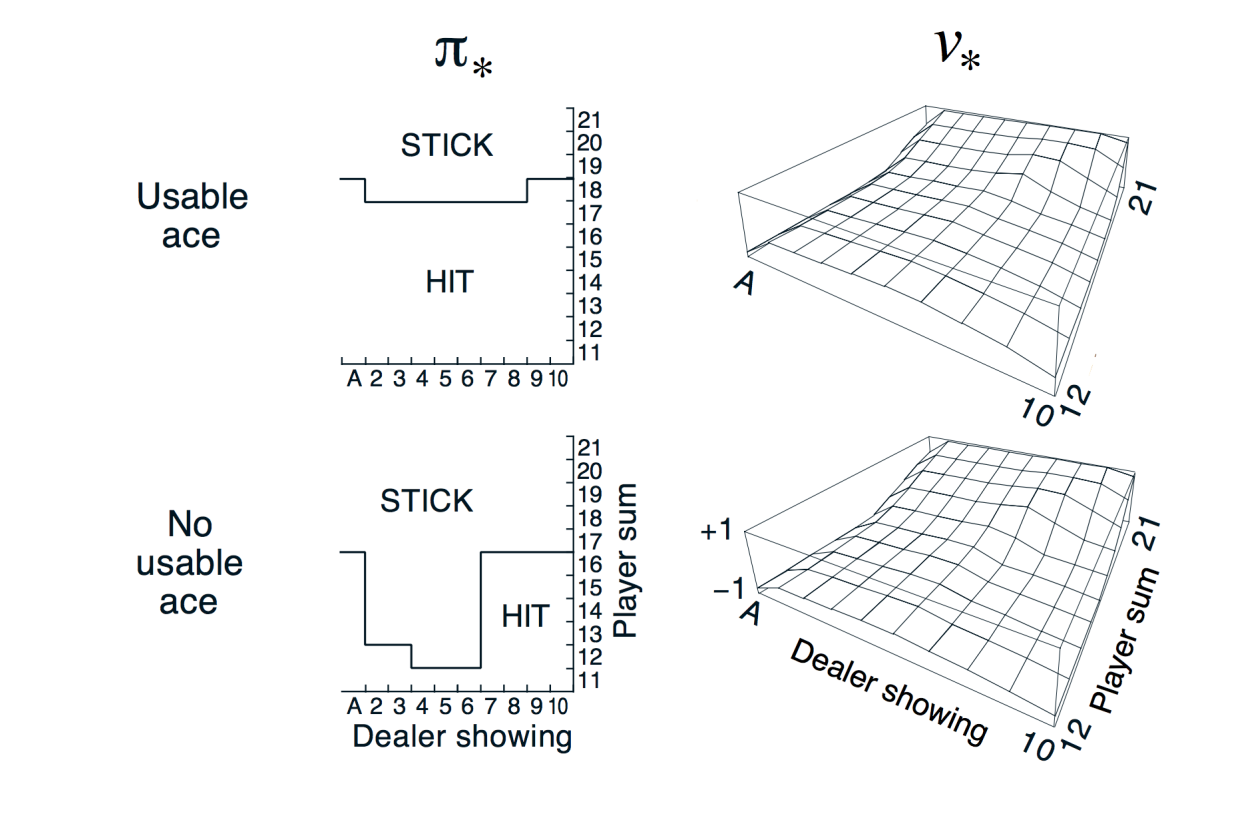 π*
v*
Usable
ace
STICK
HIT
21
20
19
18
17
16
15
14
13
12
11
A 2 3 4 5 6 7 8 9 10
A
21
10
12
No
usable
ace
STICK
HIT
21
20
19
18
17
16
15
14
13
12
11
Player sum
A 2 3 4 5 6 7 8 9 10
Dealer showing
+1
−1
A
21
Player sum
Dealer showing
10
12